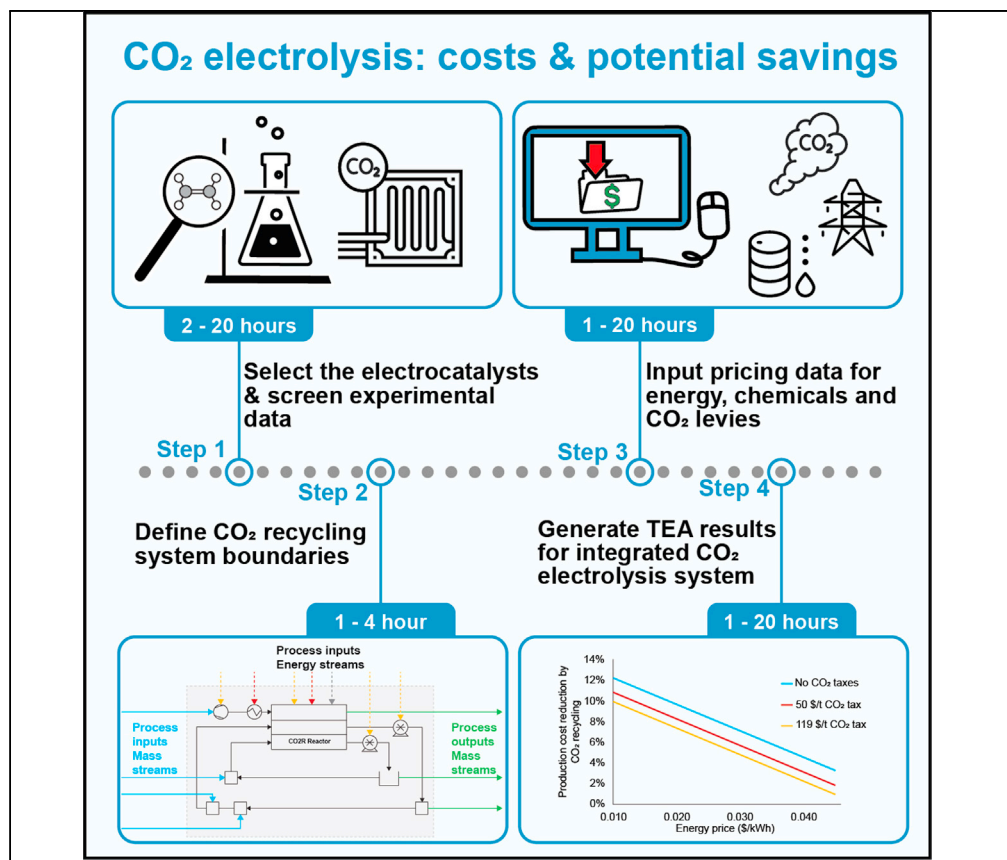 CO₂ electrolysis: costs & potential savings
CO₂
$
CO₂
2 - 20 hours
1 - 20 hours
Select the electrocatalysts
& screen experimental
data
Input pricing data for
energy, chemicals and
CO₂ levies
Step 1
Step 2
Step 3
Step 4
Define CO₂ recycling
system boundaries
Generate TEA results
for integrated CO₂
electrolysis system
1 - 4 hour
1 - 20 hours
Process inputs
Energy streams
Process
inputs
Mass
streams
CO2R Reactor
Process
outputs
Mass
streams
Production cost reduction by
CO₂ recycling
14%
12%
10%
8%
6%
4%
2%
0%
No CO₂ taxes
50 $/t CO₂ tax
119 $/t CO₂ tax
0.010
0.020
0.030
0.040
Energy price ($/kWh)